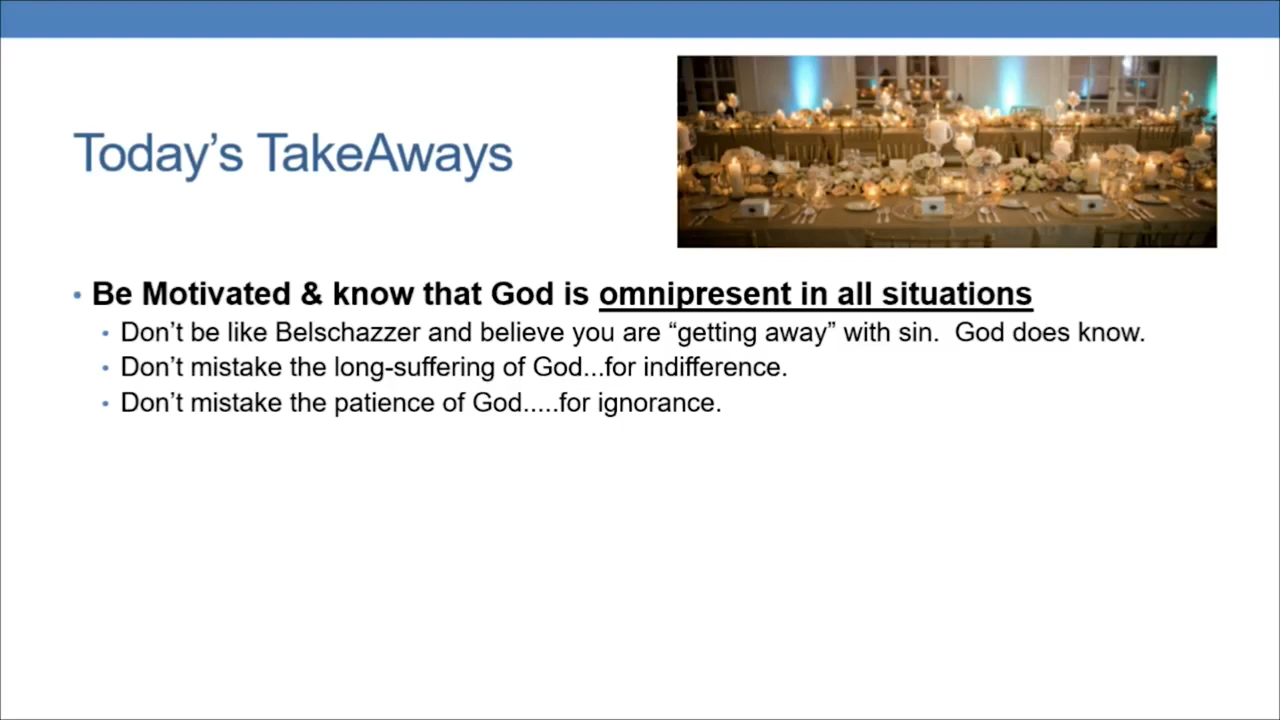 Today’s TakeAways
• Be Motivated & know that God is omnipresent in all situations
• Don’t be like Belschazzer and believe you are “getting away” with sin.  God does know.
• Don’t mistake the long-suffering of God...for indifference.
• Don’t mistake the patience of God.....for ignorance.